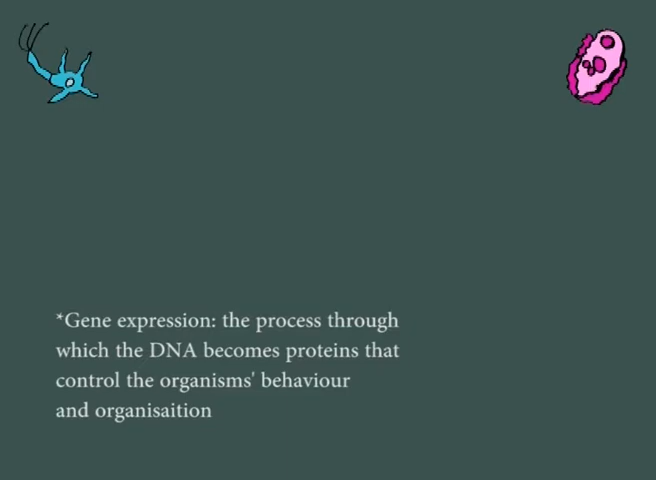 *Gene expression: the process through
which the DNA becomes proteins that
control the organisms' behaviour
and organisaition